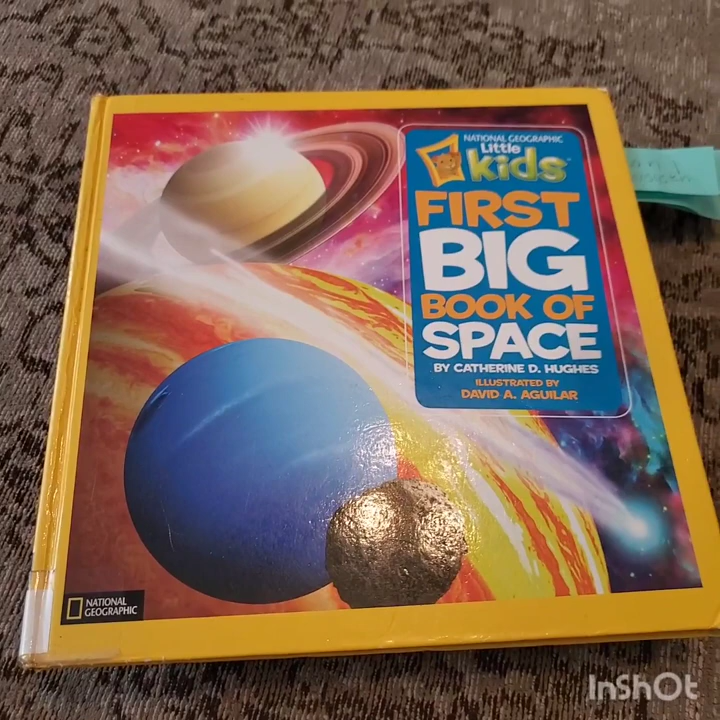 NATIONAL GEOGRAPHIC
Little
kids
FIRST
BIG
BOOK OF
SPACE
BY CATHERINE D. HUGHES
ILLUSTRATED BY
DAVID A. AGUILAR
NATIONAL
GEOGRAPHIC
InShOt